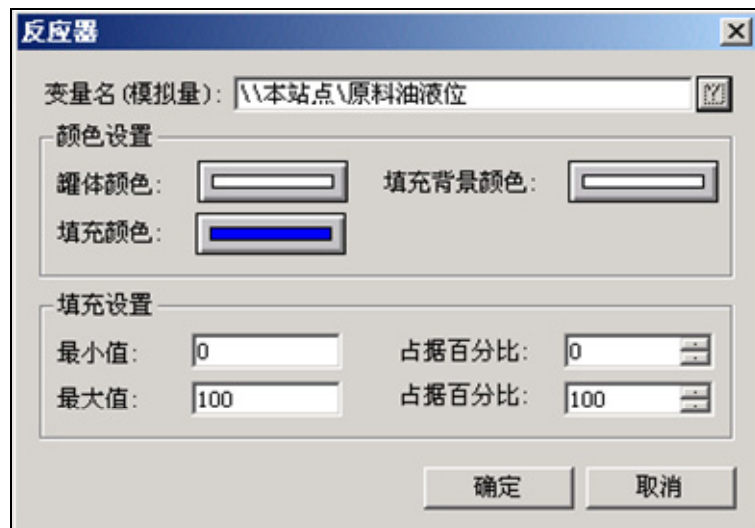 反应器
变量名(模拟量): \\本站点\原料油液位
颜色设置
罐体颜色: 填充背景颜色:
填充颜色:
填充设置
最小值: 0 占据百分比: 0
最大值: 100 占据百分比: 100
确定 取消